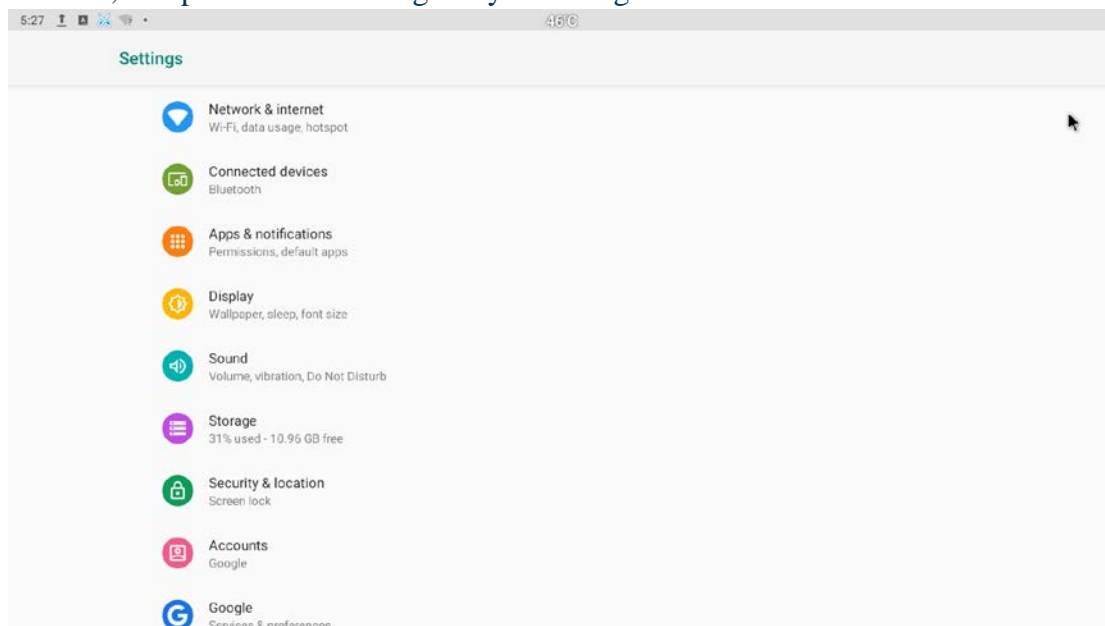 5:27
46°C
Settings
Network & internet
Wi-Fi, data usage, hotspot
Connected devices
Bluetooth
Apps & notifications
Permissions, default apps
Display
Wallpaper, sleep, font size
Sound
Volume, vibration, Do Not Disturb
Storage
31% used - 10.96 GB free
Security & location
Screen lock
Accounts
Google
Google
Services & preferences